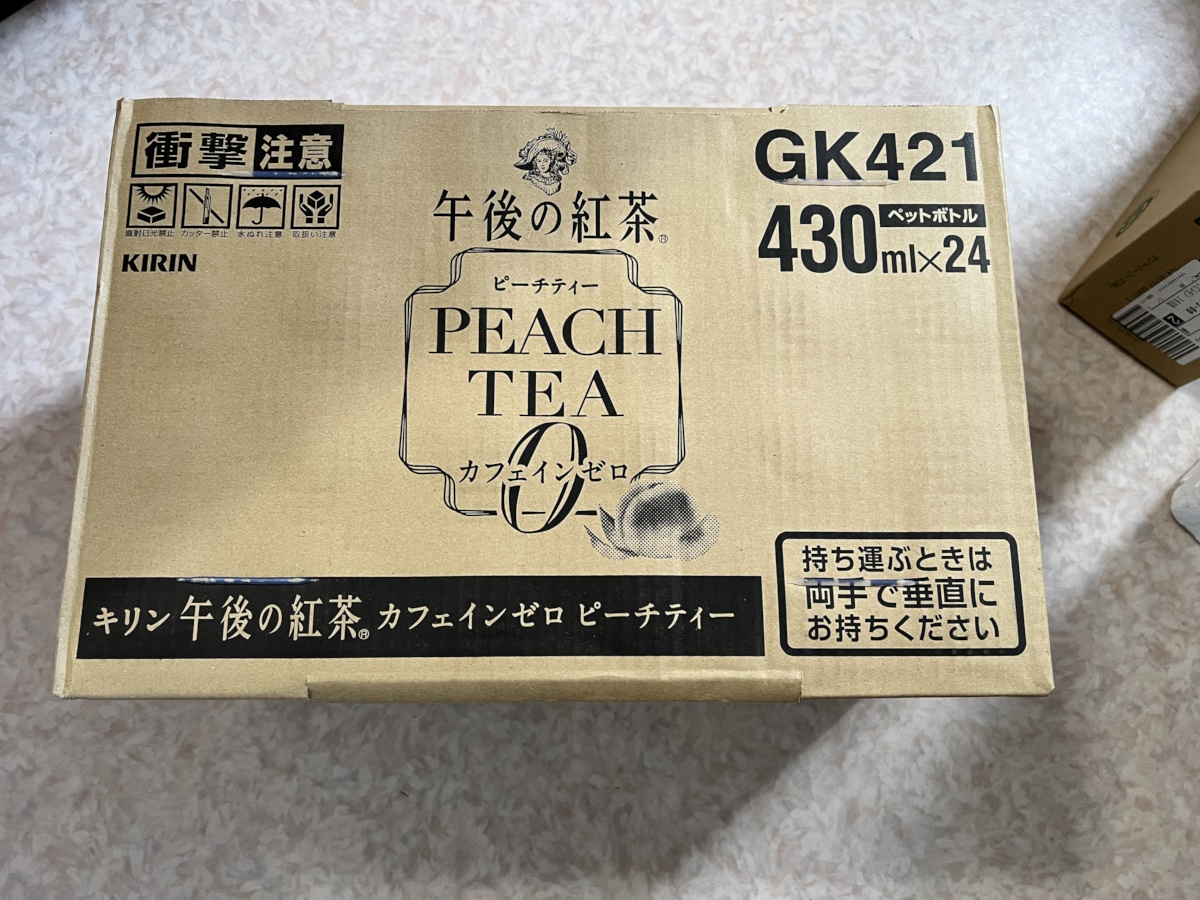 衝撃 注意
直射日光禁止 カッター禁止 水ぬれ注意 取扱い注意
KIRIN
午後の紅茶®
ピーチティー
PEACH
TEA
0
カフェインゼロ
GK421
430ml×24 ペットボトル
キリン 午後の紅茶® カフェインゼロ ピーチティー
持ち運ぶときは
両手で垂直に
お持ちください
2